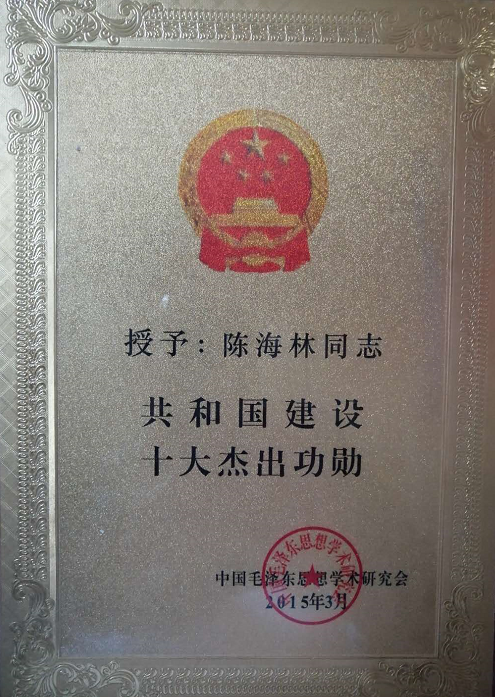 授予：陈海林同志
共和国建设
十大杰出功勋
中国毛泽东思想学术研究会
2015年3月